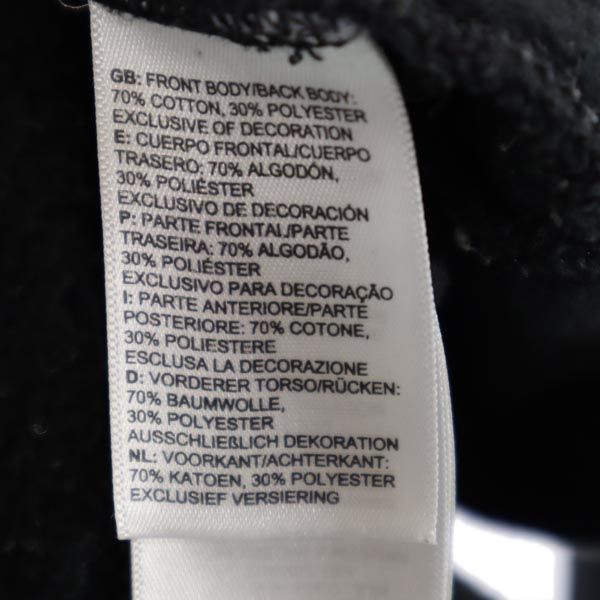 GB: FRONT BODY/BACK BODY:
70% COTTON, 30% POLYESTER
EXCLUSIVE OF DECORATION
E: CUERPO FRONTAL/CUERPO
TRASERO: 70% ALGODÓN,
30% POLIÉSTER
EXCLUSIVO DE DECORACIÓN
P: PARTE FRONTAL/PARTE
TRASEIRA: 70% ALGODÃO,
30% POLIÉSTER
EXCLUSIVO PARA DECORAÇÃO
I: PARTE ANTERIORE/PARTE
POSTERIORE: 70% COTONE,
30% POLIESTERE
ESCLUSA LA DECORAZIONE
D: VORDERER TORSO/RÜCKEN:
70% BAUMWOLLE,
30% POLYESTER
AUSSCHLIEßLICH DEKORATION
NL: VOORKANT/ACHTERKANT:
70% KATOEN, 30% POLYESTER
EXCLUSIEF VERSIERING